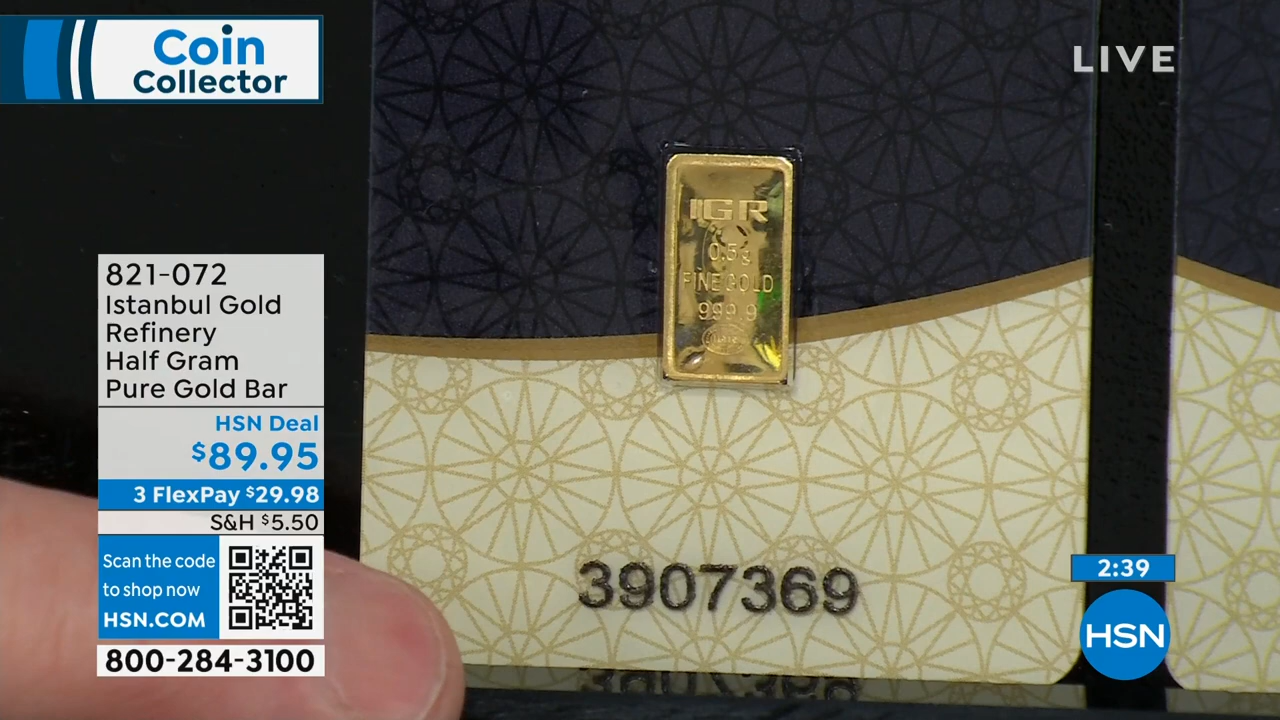 Coin
Collector
LIVE
IGR
0.5g
FINE GOLD
999.9
821-072
Istanbul Gold
Refinery
Half Gram
Pure Gold Bar
HSN Deal
$89.95
3 FlexPay $29.98
S&H $5.50
Scan the code
to shop now
HSN.COM
800-284-3100
3907369
2:39
HSN